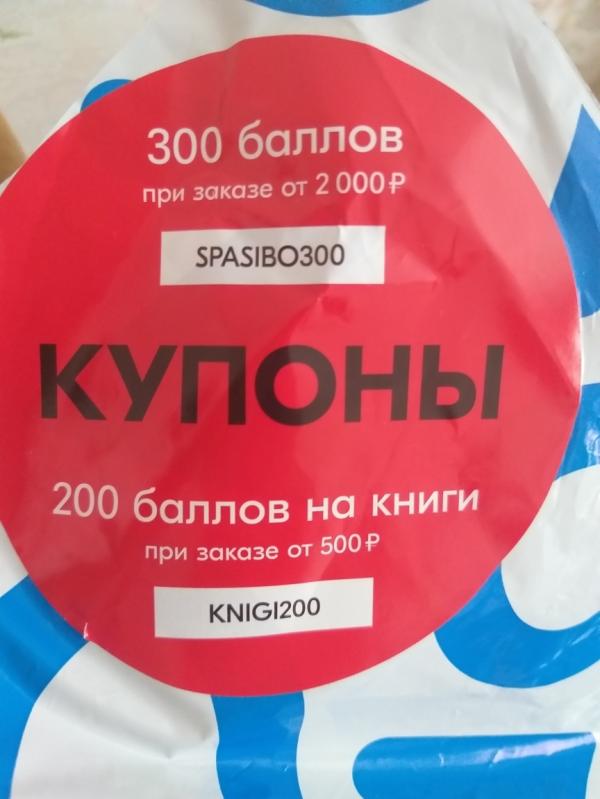 300 баллов
при заказе от 2 000 ₽
SPASIBO300
КУПОНЫ
200 баллов на книги
при заказе от 500 ₽
KNIGI200